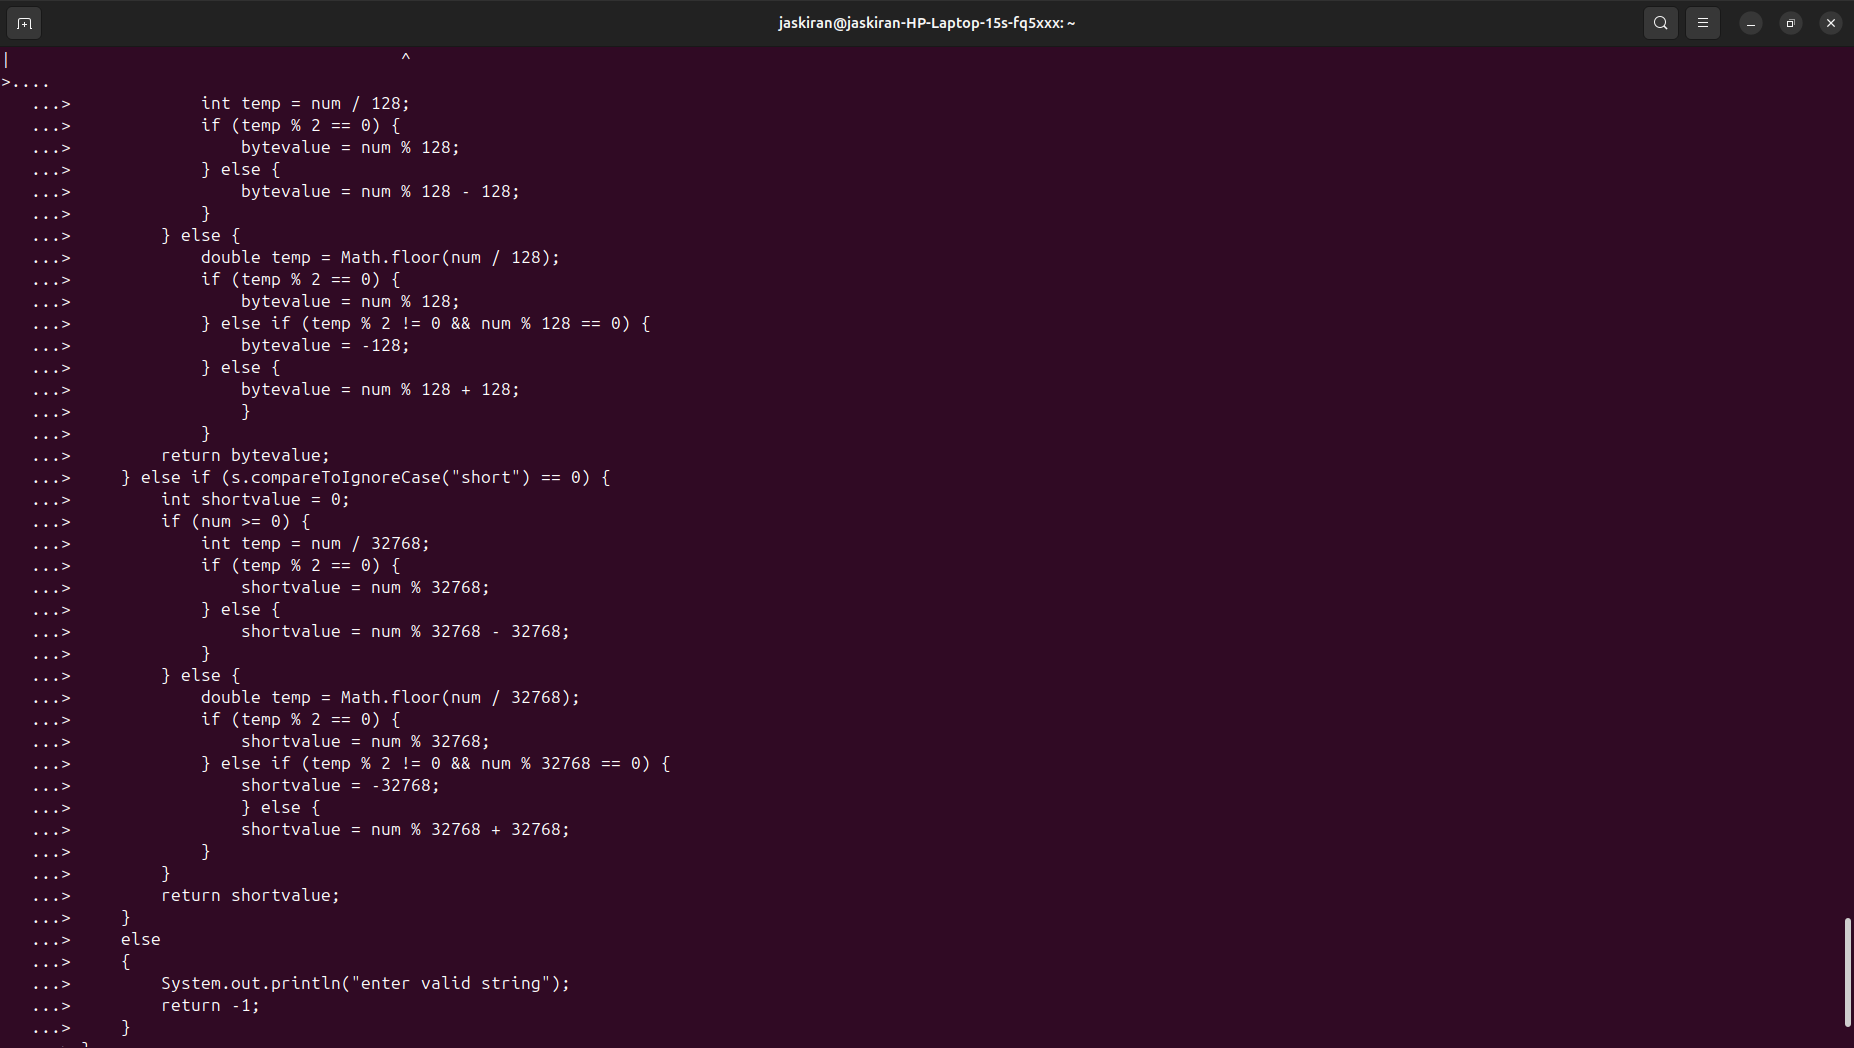 jaskiran@jaskiran-HP-Laptop-15s-fq5xxx: ~
|                                       ^
>....
   ...>             int temp = num / 128;
   ...>             if (temp % 2 == 0) {
   ...>                 bytevalue = num % 128;
   ...>             } else {
   ...>                 bytevalue = num % 128 - 128;
   ...>             }
   ...>         } else {
   ...>             double temp = Math.floor(num / 128);
   ...>             if (temp % 2 == 0) {
   ...>                 bytevalue = num % 128;
   ...>             } else if (temp % 2 != 0 && num % 128 == 0) {
   ...>                 bytevalue = -128;
   ...>             } else {
   ...>                 bytevalue = num % 128 + 128;
   ...>                 }
   ...>             }
   ...>         return bytevalue;
   ...>     } else if (s.compareToIgnoreCase("short") == 0) {
   ...>         int shortvalue = 0;
   ...>         if (num >= 0) {
   ...>             int temp = num / 32768;
   ...>             if (temp % 2 == 0) {
   ...>                 shortvalue = num % 32768;
   ...>             } else {
   ...>                 shortvalue = num % 32768 - 32768;
   ...>             }
   ...>         } else {
   ...>             double temp = Math.floor(num / 32768);
   ...>             if (temp % 2 == 0) {
   ...>                 shortvalue = num % 32768;
   ...>             } else if (temp % 2 != 0 && num % 32768 == 0) {
   ...>                 shortvalue = -32768;
   ...>                 } else {
   ...>                 shortvalue = num % 32768 + 32768;
   ...>             }
   ...>         }
   ...>         return shortvalue;
   ...>     }
   ...>     else
   ...>     {
   ...>         System.out.println("enter valid string");
   ...>         return -1;
   ...>     }